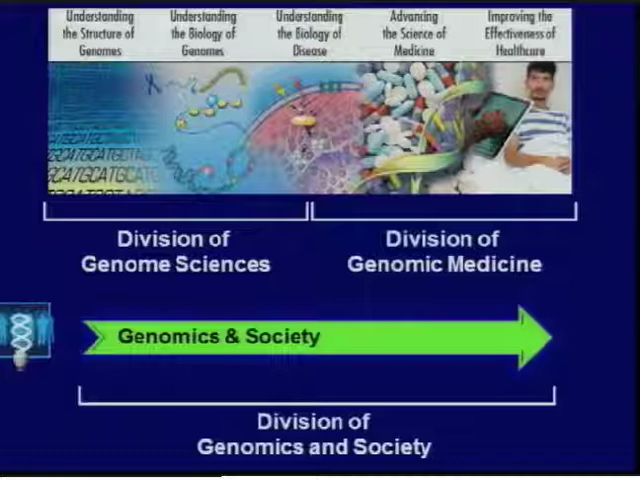 Understanding
the Structure of
Genomes
Understanding
the Biology of
Genomes
Understanding
the Biology of
Disease
Advancing
the Science of
Medicine
Improving the
Effectiveness of
Healthcare
Division of
Genome Sciences
Division of
Genomic Medicine
Genomics & Society
Division of
Genomics and Society